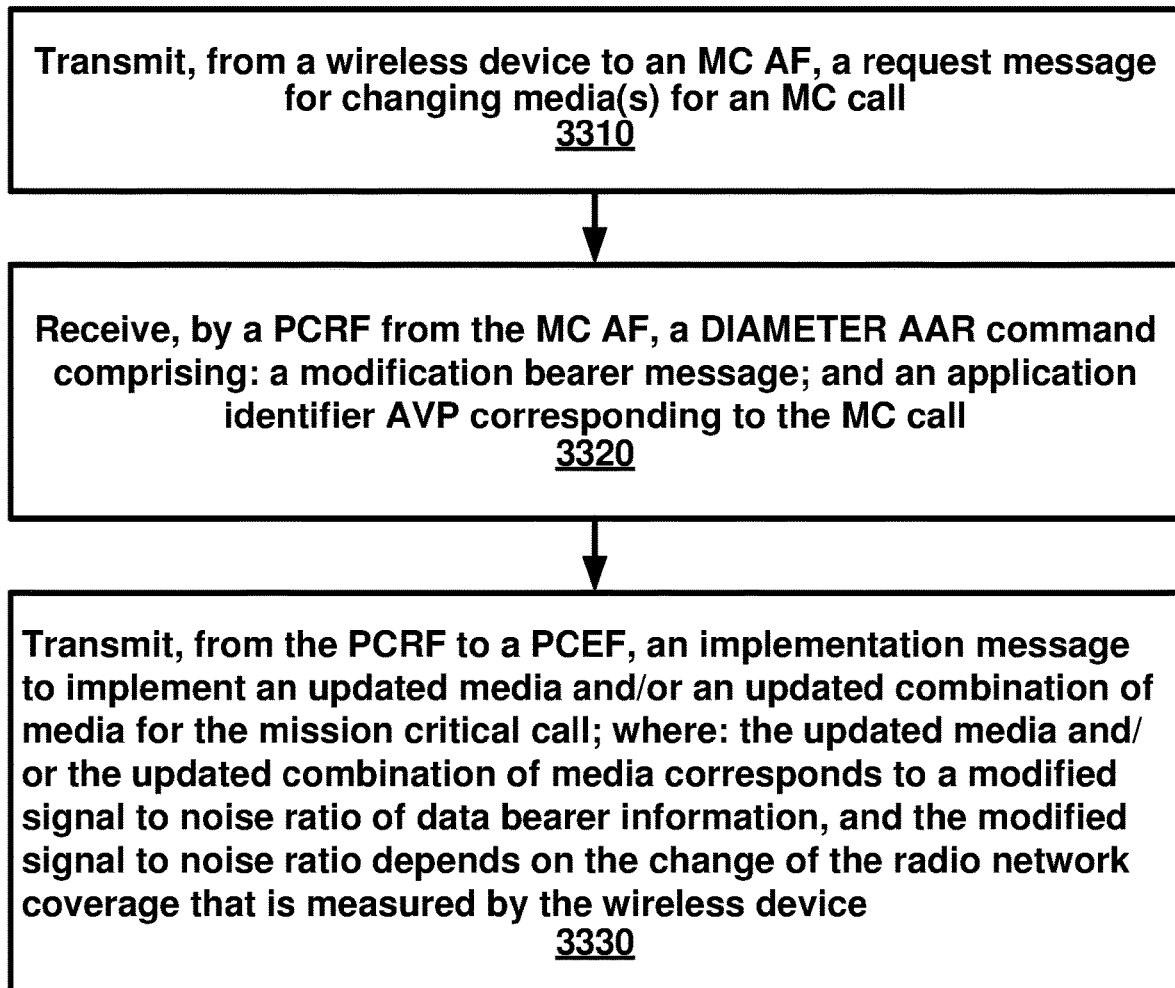 Transmit, from a wireless device to an MC AF, a request message
for changing media(s) for an MC call
3310
Receive, by a PCRF from the MC AF, a DIAMETER AAR command
comprising: a modification bearer message; and an application
identifier AVP corresponding to the MC call
3320
Transmit, from the PCRF to a PCEF, an implementation message
to implement an updated media and/or an updated combination of
media for the mission critical call; where: the updated media and/
or the updated combination of media corresponds to a modified
signal to noise ratio of data bearer information, and the modified
signal to noise ratio depends on the change of the radio network
coverage that is measured by the wireless device
3330